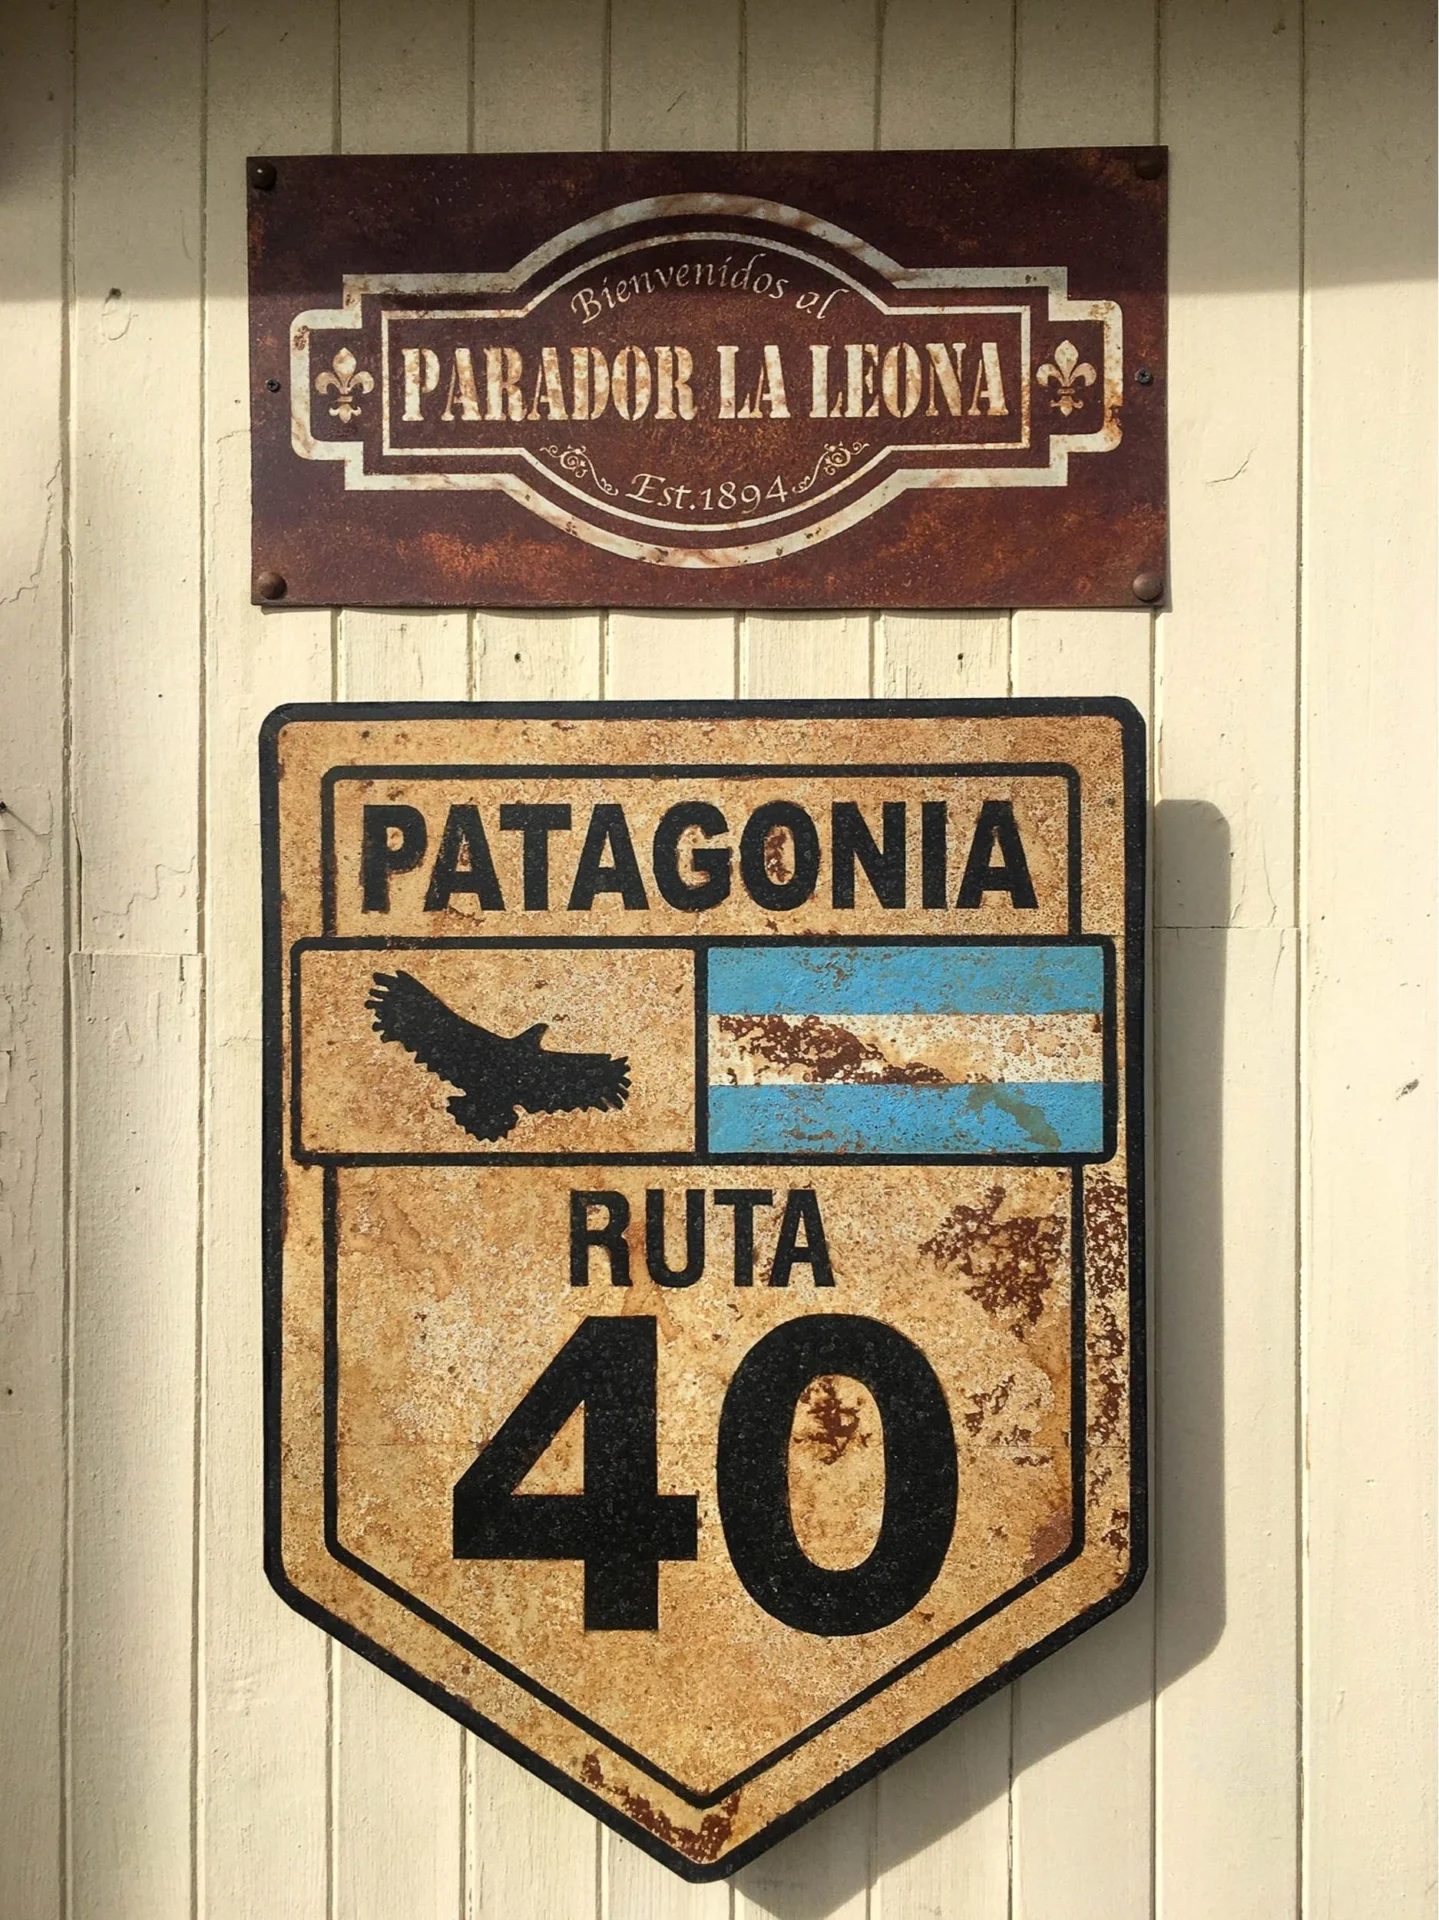 Bienvenidos al
PARADOR LA LEONA
Est.1894
PATAGONIA
RUTA
40